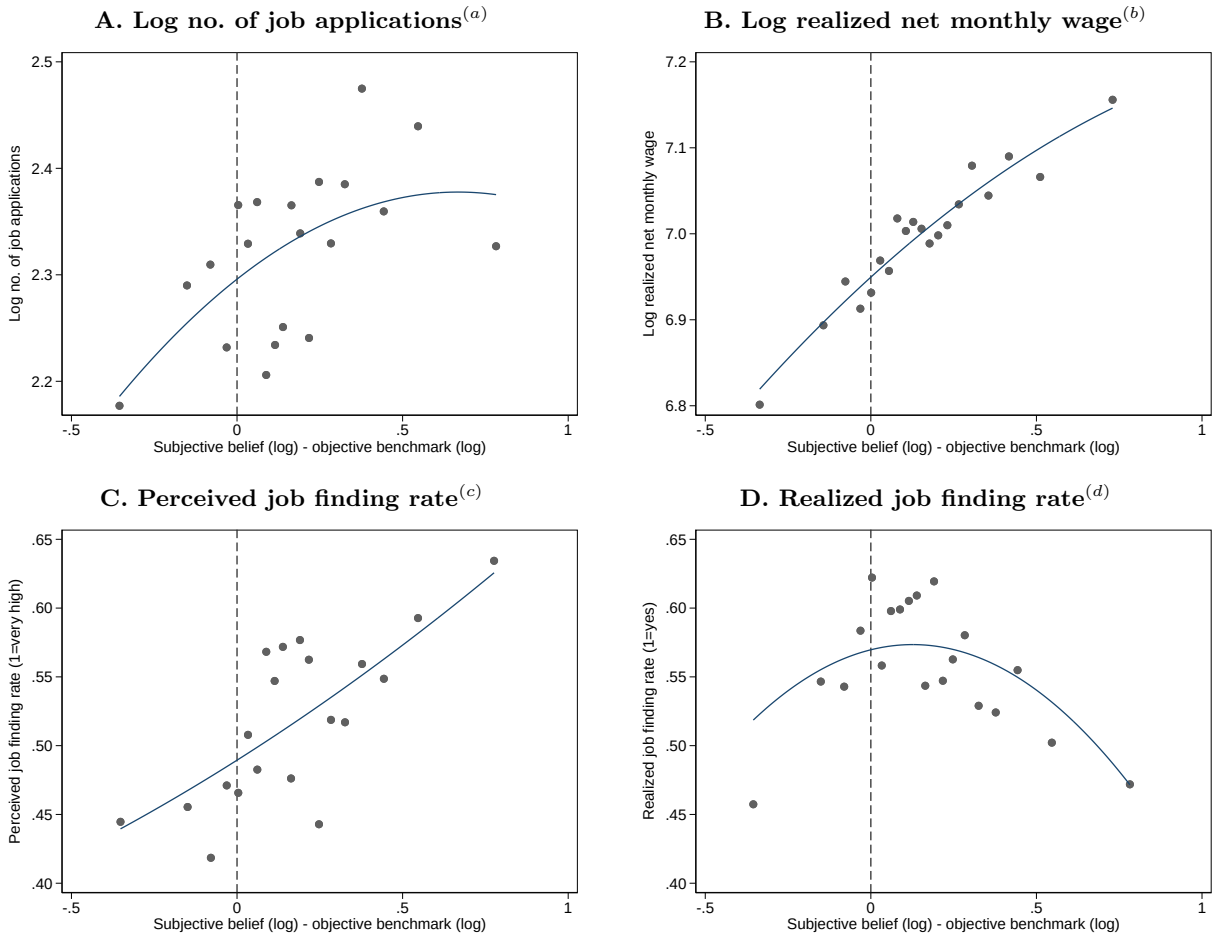 A. Log no. of job applications(a)
2.5
2.4
2.3
2.2
Log no. of job applications
-.5 0 .5 1
Subjective belief (log) - objective benchmark (log)
B. Log realized net monthly wage(b)
7.2
7.1
7.0
6.9
6.8
Log realized net monthly wage
-.5 0 .5 1
Subjective belief (log) - objective benchmark (log)
C. Perceived job finding rate(c)
.65
.60
.55
.50
.45
.40
Perceived job finding rate (1=very high)
-.5 0 .5 1
Subjective belief (log) - objective benchmark (log)
D. Realized job finding rate(d)
.65
.60
.55
.50
.45
.40
Realized job finding rate (1=yes)
-.5 0 .5 1
Subjective belief (log) - objective benchmark (log)